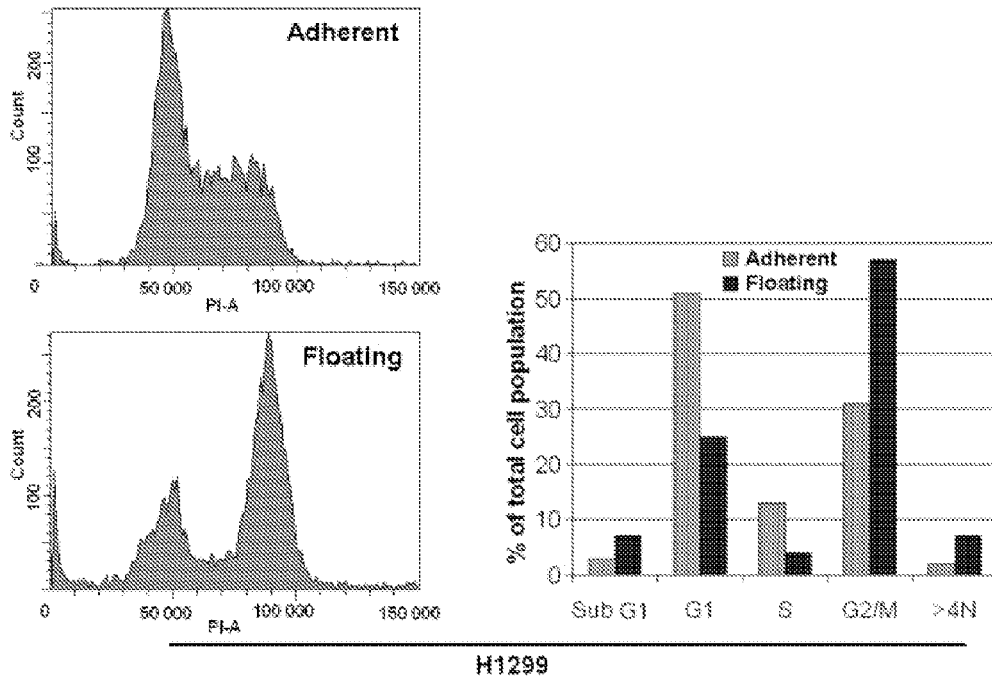 Adherent
200
100
Count
0
50 000
100 000
150 000
PI-A
Floating
200
100
Count
0
50 000
100 000
150 000
PI-A
60
50
40
30
20
10
0
% of total cell population
Adherent
Floating
Sub G1
G1
S
G2/M
>4N
H1299